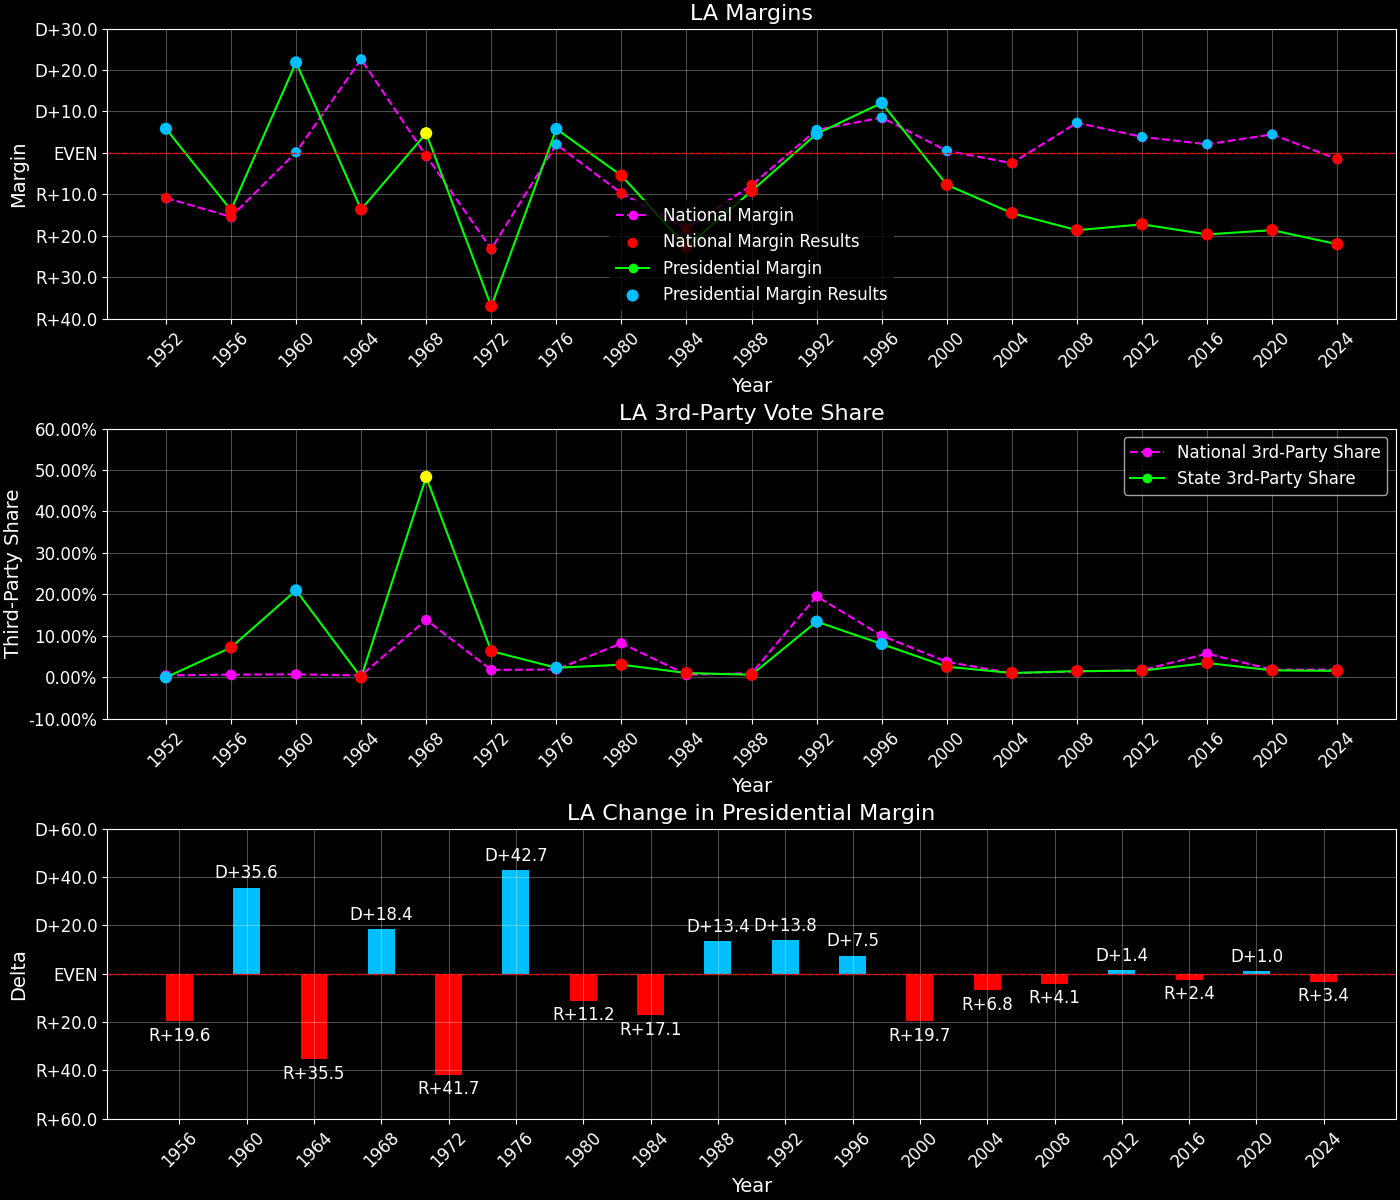 LA Margins
D+30.0
D+20.0
D+10.0
EVEN
R+10.0
R+20.0
R+30.0
R+40.0
Margin
National Margin
National Margin Results
Presidential Margin
Presidential Margin Results
1952 1956 1960 1964 1968 1972 1976 1980 1984 1988 1992 1996 2000 2004 2008 2012 2016 2020 2024
Year
LA 3rd-Party Vote Share
60.00%
50.00%
40.00%
30.00%
20.00%
10.00%
0.00%
-10.00%
Third-Party Share
National 3rd-Party Share
State 3rd-Party Share
1952 1956 1960 1964 1968 1972 1976 1980 1984 1988 1992 1996 2000 2004 2008 2012 2016 2020 2024
Year
LA Change in Presidential Margin
D+60.0
D+40.0
D+20.0
EVEN
R+20.0
R+40.0
R+60.0
Delta
R+19.6
D+35.6
R+35.5
D+18.4
R+41.7
D+42.7
R+11.2
R+17.1
D+13.4
D+13.8
D+7.5
R+19.7
R+6.8
R+4.1
D+1.4
R+2.4
D+1.0
R+3.4
1956 1960 1964 1968 1972 1976 1980 1984 1988 1992 1996 2000 2004 2008 2012 2016 2020 2024
Year